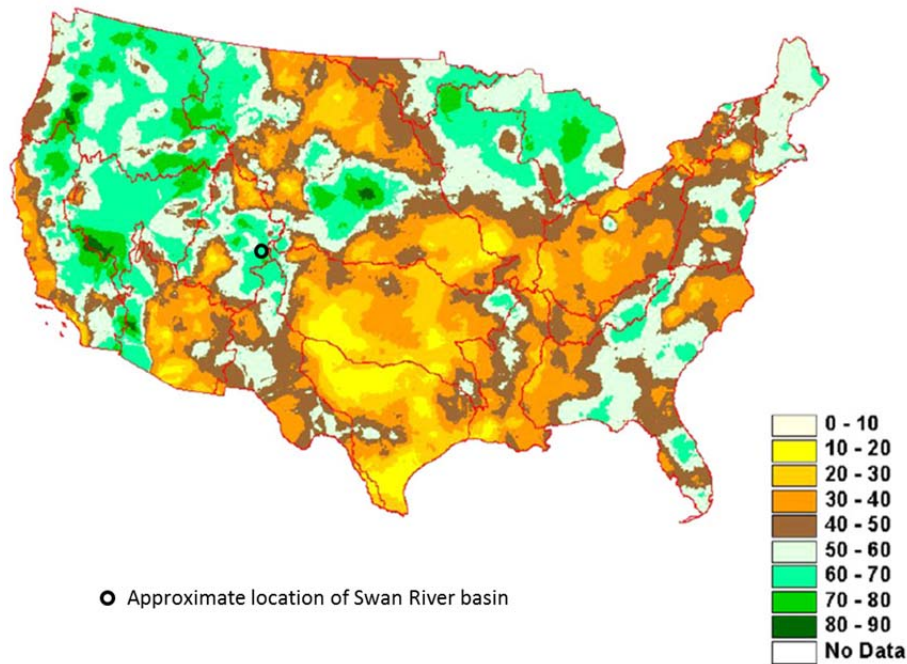 0 - 10
10 - 20
20 - 30
30 - 40
40 - 50
50 - 60
60 - 70
70 - 80
80 - 90
No Data
Approximate location of Swan River basin